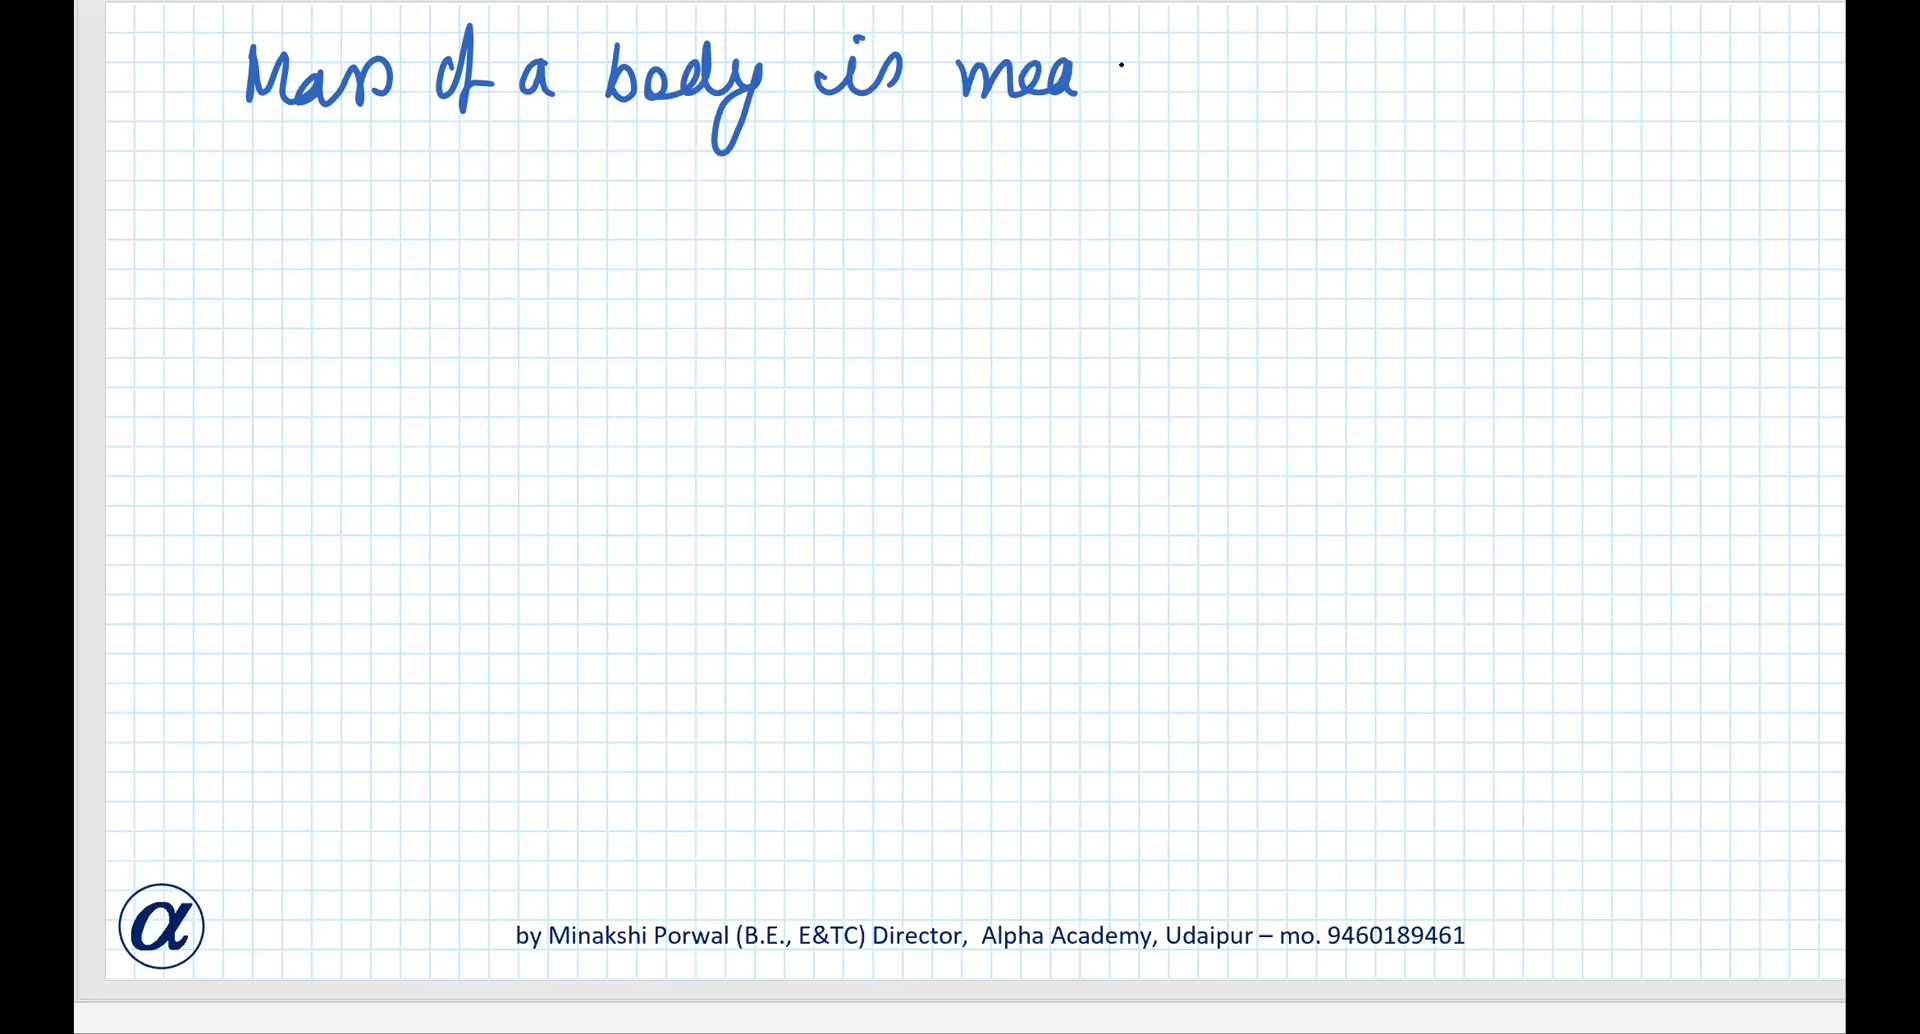 Mass of a body is mea
α
by Minakshi Porwal (B.E., E&TC) Director, Alpha Academy, Udaipur – mo. 9460189461